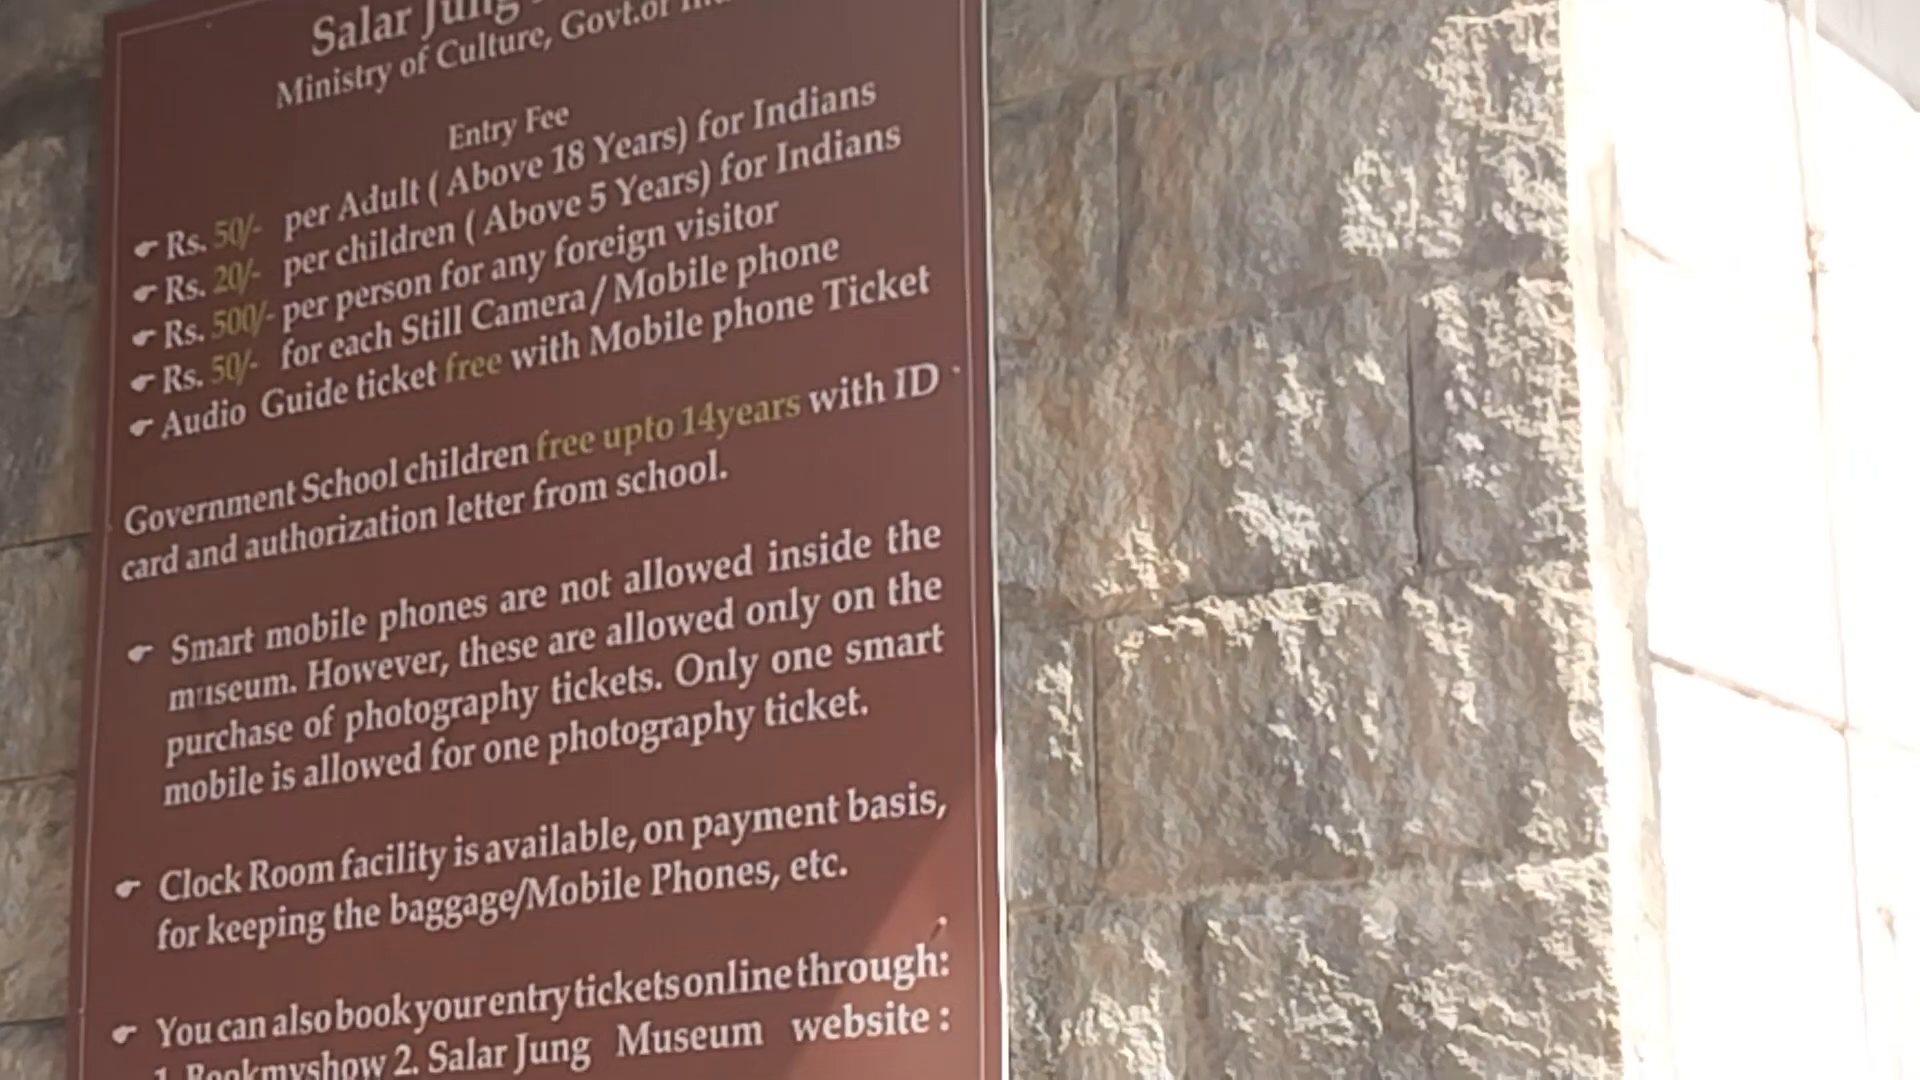 Salar Jung
Ministry of Culture, Govt.of
Entry Fee
☛ Rs. 50/- per Adult ( Above 18 Years) for Indians
☛ Rs. 20/- per children ( Above 5 Years) for Indians
☛ Rs. 500/- per person for any foreign visitor
☛ Rs. 50/- for each Still Camera / Mobile phone
☛ Audio Guide ticket free with Mobile phone Ticket
Government School children free upto 14years with ID
card and authorization letter from school.
☛ Smart mobile phones are not allowed inside the
museum. However, these are allowed only on the
purchase of photography tickets. Only one smart
mobile is allowed for one photography ticket.
☛ Clock Room facility is available, on payment basis,
for keeping the baggage/Mobile Phones, etc.
☛ You can also book your entry tickets online through:
1. Bookmyshow 2. Salar Jung Museum website :